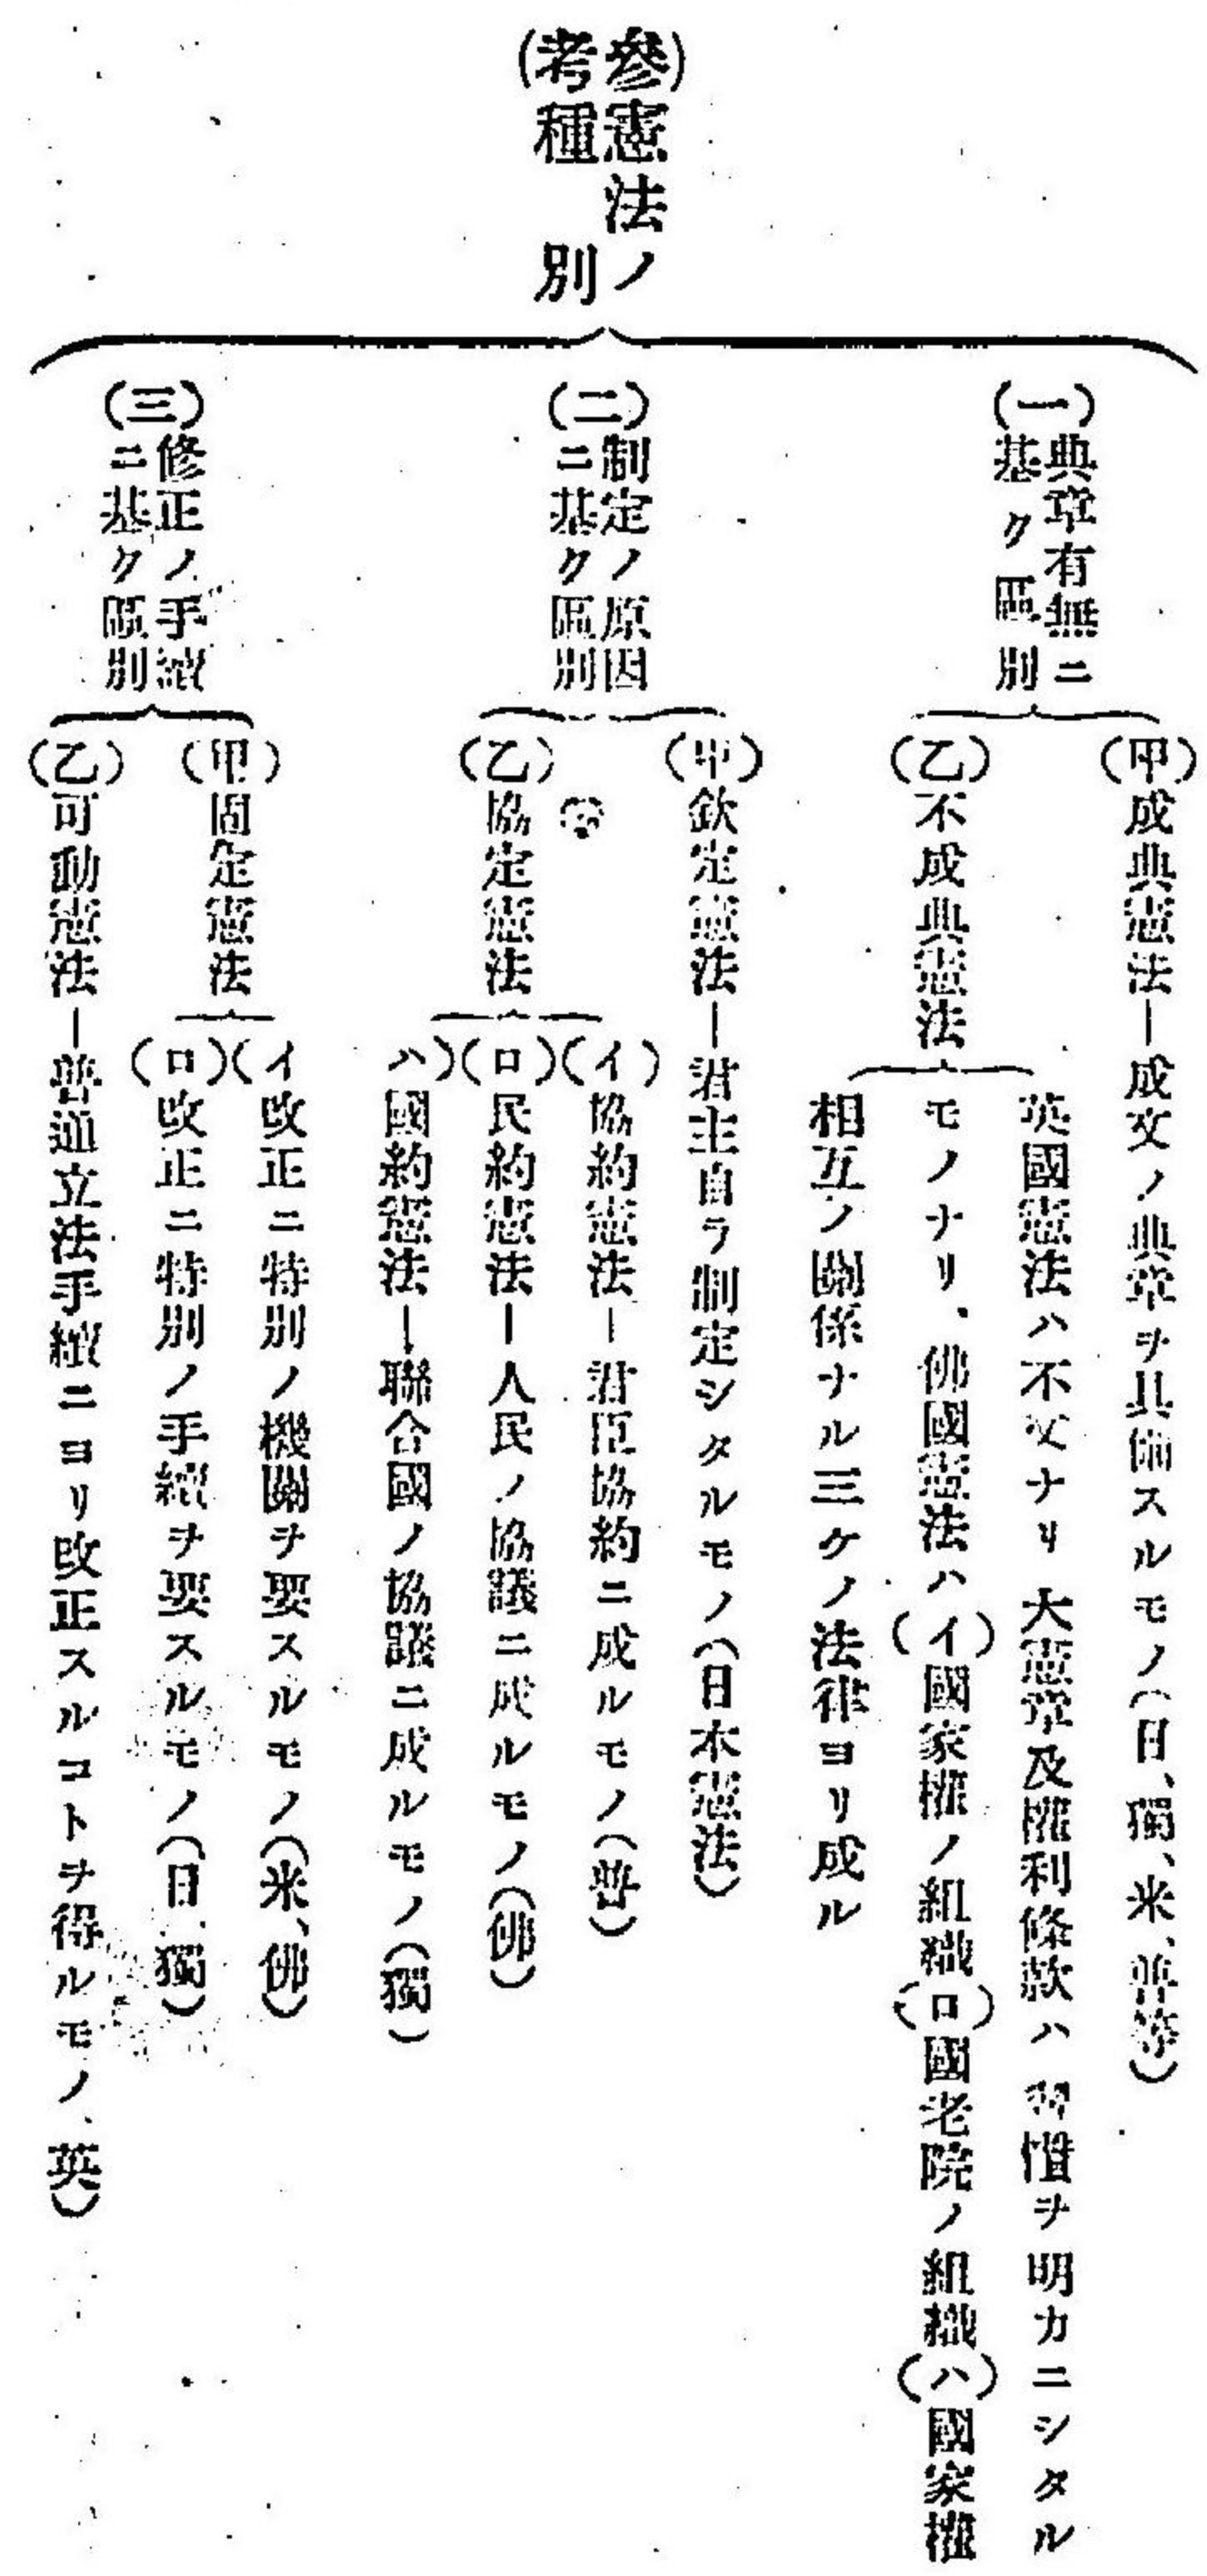 (參考)
憲法ノ
種別
(一)典章有無ニ
基ク區別
(甲)成典憲法―成文ノ典章ヲ具備スルモノ(日、獨、米、普等)
(乙)不成典憲法
英國憲法ハ不文ナリ 大憲章及權利條款ハ習慣ヲ明カニシタル
モノナリ、佛國憲法ハ(イ)國家權ノ組織(ロ)國老院ノ組織(ハ)國家權
相互ノ關係ナル三ケノ法律ヨリ成ル
(二)制定ノ原因
ニ基ク區別
(甲)欽定憲法―君主自ラ制定シタルモノ(日本憲法)
(乙)協定憲法
(イ)協約憲法―君臣協約ニ成ルモノ(普)
(ロ)民約憲法―人民ノ協議ニ成ルモノ(佛)
(ハ)國約憲法―聯合國ノ協議ニ成ルモノ(獨)
(三)修正ノ手續
ニ基ク區別
(甲)固定憲法
(イ)改正ニ特別ノ機關ヲ要スルモノ(米、佛)
(ロ)改正ニ特別ノ手續ヲ要スルモノ(日、獨)
(乙)可動憲法―普通立法手續ニヨリ改正スルコトヲ得ルモノ、英)